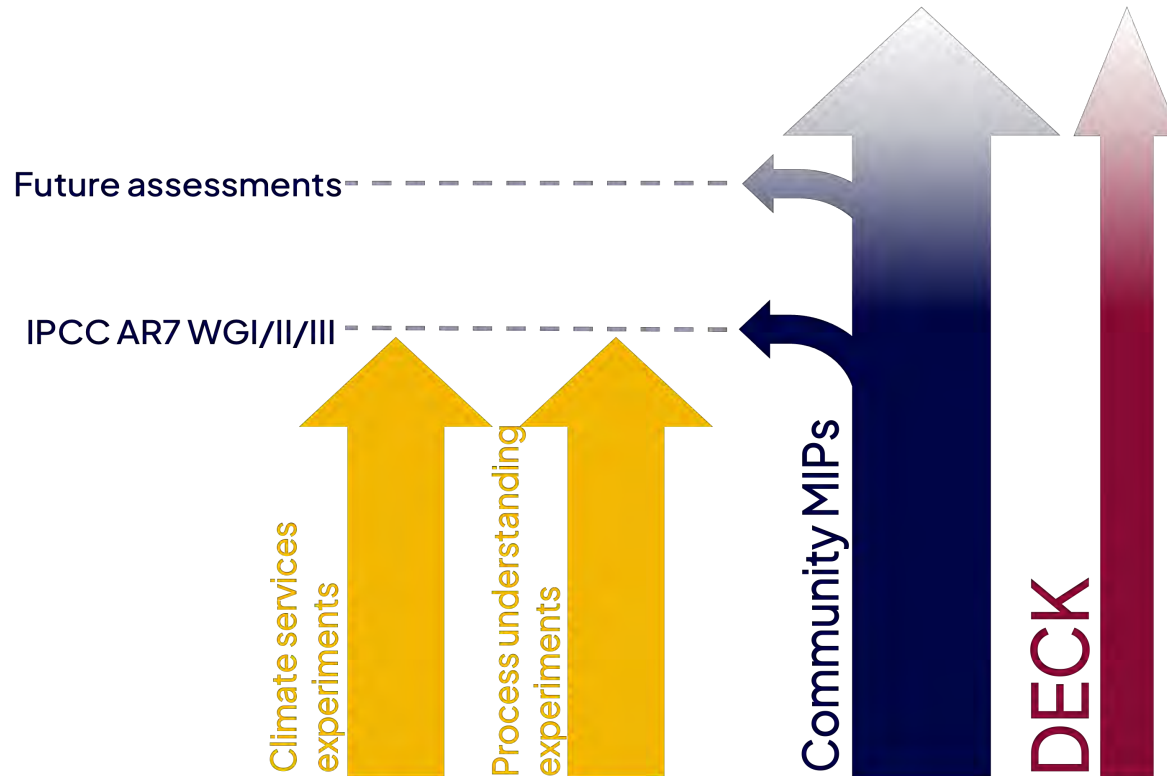 Future assessments
IPCC AR7 WGI/II/III
Climate services
experiments
Process understanding
experiments
Community MIPs
DECK